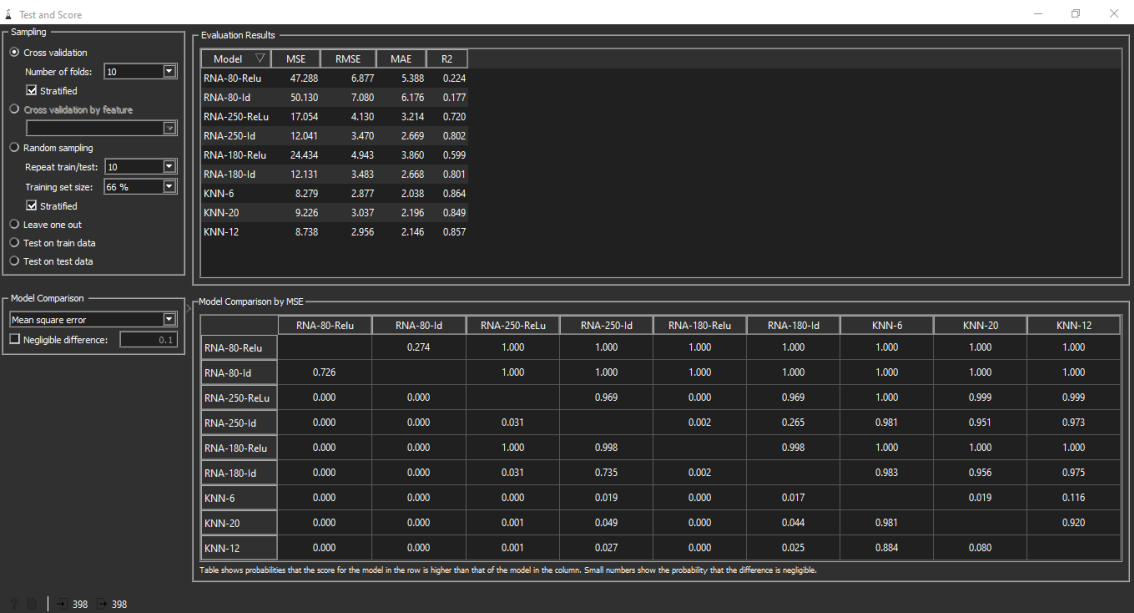 Test and Score
Sampling
Cross validation
Number of folds: 10
Stratified
Cross validation by feature
Random sampling
Repeat train/test: 10
Training set size: 66 %
Stratified
Leave one out
Test on train data
Test on test data
Model Comparison
Mean square error
Negligible difference: 0.1
Evaluation Results
Model MSE RMSE MAE R2
RNA-80-Relu 47.288 6.877 5.388 0.224
RNA-80-Id 50.130 7.080 6.176 0.177
RNA-250-ReLu 17.054 4.130 3.214 0.720
RNA-250-Id 12.041 3.470 2.669 0.802
RNA-180-Relu 24.434 4.943 3.860 0.599
RNA-180-Id 12.131 3.483 2.668 0.801
KNN-6 8.279 2.877 2.038 0.864
KNN-20 9.226 3.037 2.196 0.849
KNN-12 8.738 2.956 2.146 0.857
Model Comparison by MSE
RNA-80-Relu RNA-80-Id RNA-250-ReLu RNA-250-Id RNA-180-Relu RNA-180-Id KNN-6 KNN-20 KNN-12
RNA-80-Relu 0.274 1.000 1.000 1.000 1.000 1.000 1.000 1.000
RNA-80-Id 0.726 1.000 1.000 1.000 1.000 1.000 1.000 1.000
RNA-250-ReLu 0.000 0.000 0.969 0.000 0.969 1.000 0.999 0.999
RNA-250-Id 0.000 0.000 0.031 0.002 0.265 0.981 0.951 0.973
RNA-180-Relu 0.000 0.000 1.000 0.998 0.998 1.000 1.000 1.000
RNA-180-Id 0.000 0.000 0.031 0.735 0.002 0.983 0.956 0.975
KNN-6 0.000 0.000 0.000 0.019 0.000 0.017 0.019 0.116
KNN-20 0.000 0.000 0.001 0.049 0.000 0.044 0.981 0.920
KNN-12 0.000 0.000 0.001 0.027 0.000 0.025 0.884 0.080
Table shows probabilities that the score for the model in the row is higher than that of the model in the column. Small numbers show the probability that the difference is negligible.
? 398 398